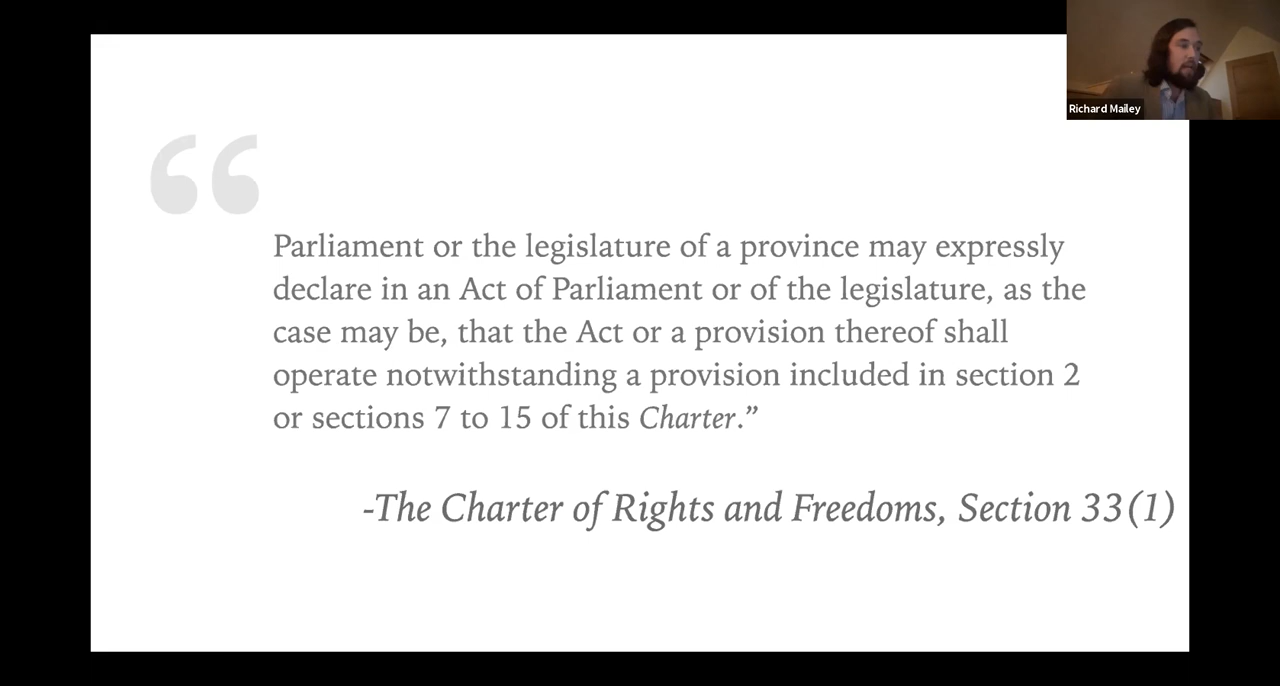 Richard Mailey
“
Parliament or the legislature of a province may expressly
declare in an Act of Parliament or of the legislature, as the
case may be, that the Act or a provision thereof shall
operate notwithstanding a provision included in section 2
or sections 7 to 15 of this Charter.”
-The Charter of Rights and Freedoms, Section 33(1)